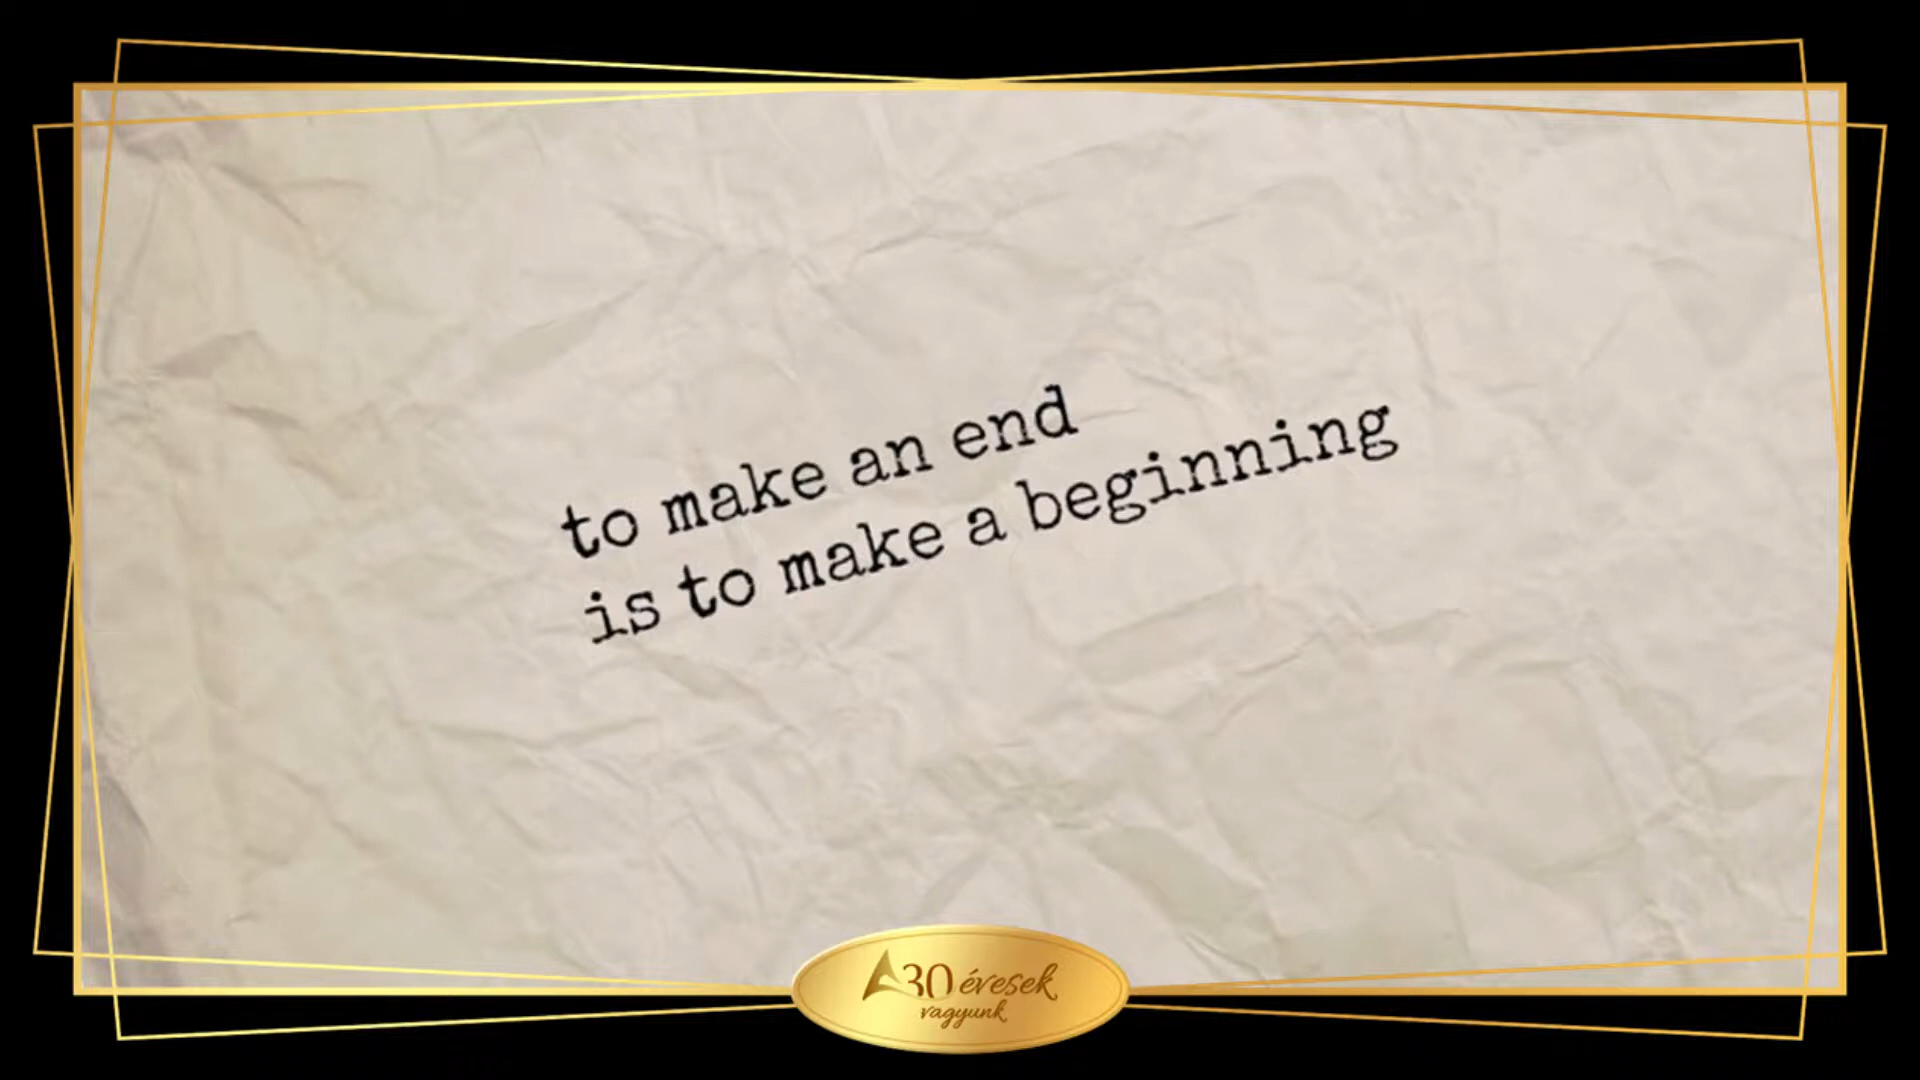 to make an end
is to make a beginning
30 évesek
vagyunk